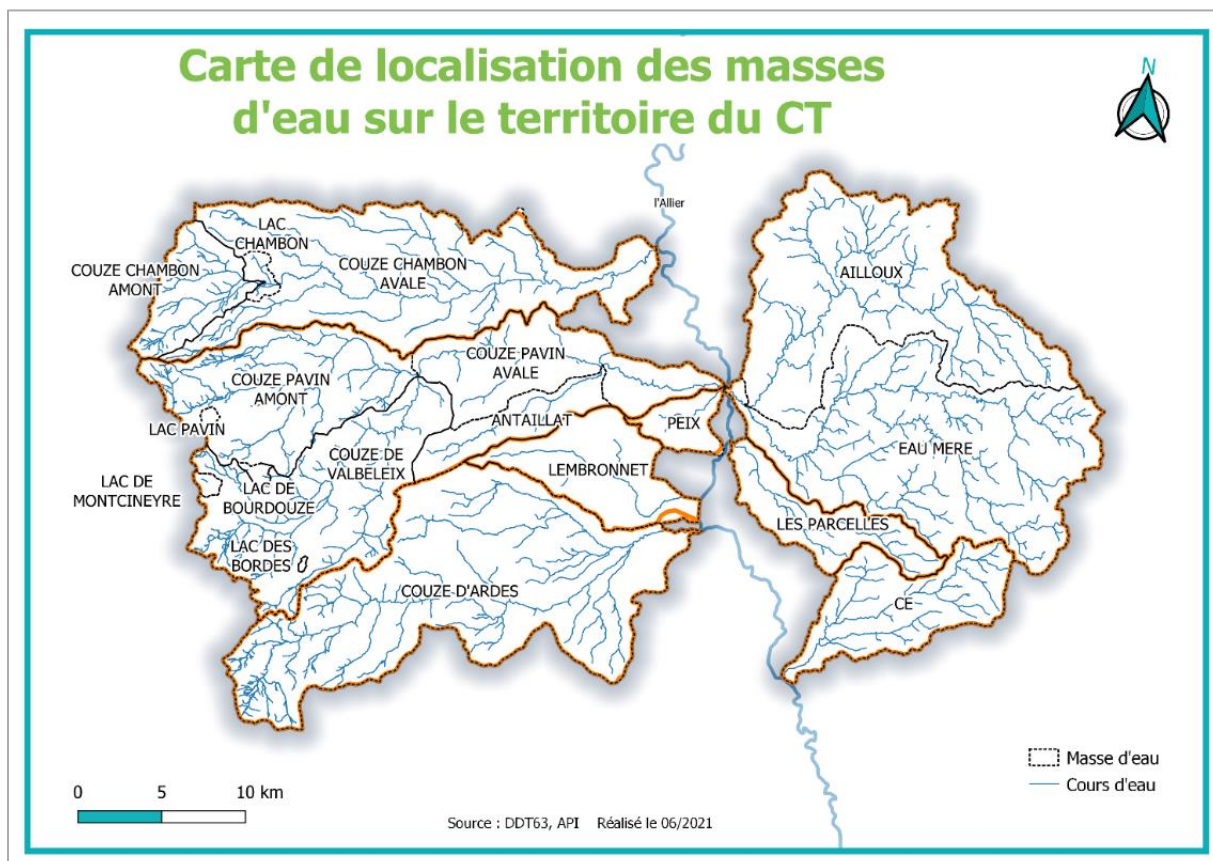 Carte de localisation des masses
d'eau sur le territoire du CT
N
l'Allier
LAC
CHAMBON
COUZE CHAMBON
AMONT
COUZE CHAMBON
AVALE
AILLOUX
COUZE PAVIN
AVALE
COUZE PAVIN
AMONT
LAC PAVIN
ANTAILLAT
PEIX
EAU MERE
COUZE DE
VALBELEIX
LEMBRONNET
LAC DE
MONTCINEYRE
LAC DE
BOURDOUZE
LES PARCELLES
LAC DES
BORDES
COUZE D'ARDES
CE
Masse d'eau
Cours d'eau
0 5 10 km
Source : DDT63, API Réalisé le 06/2021